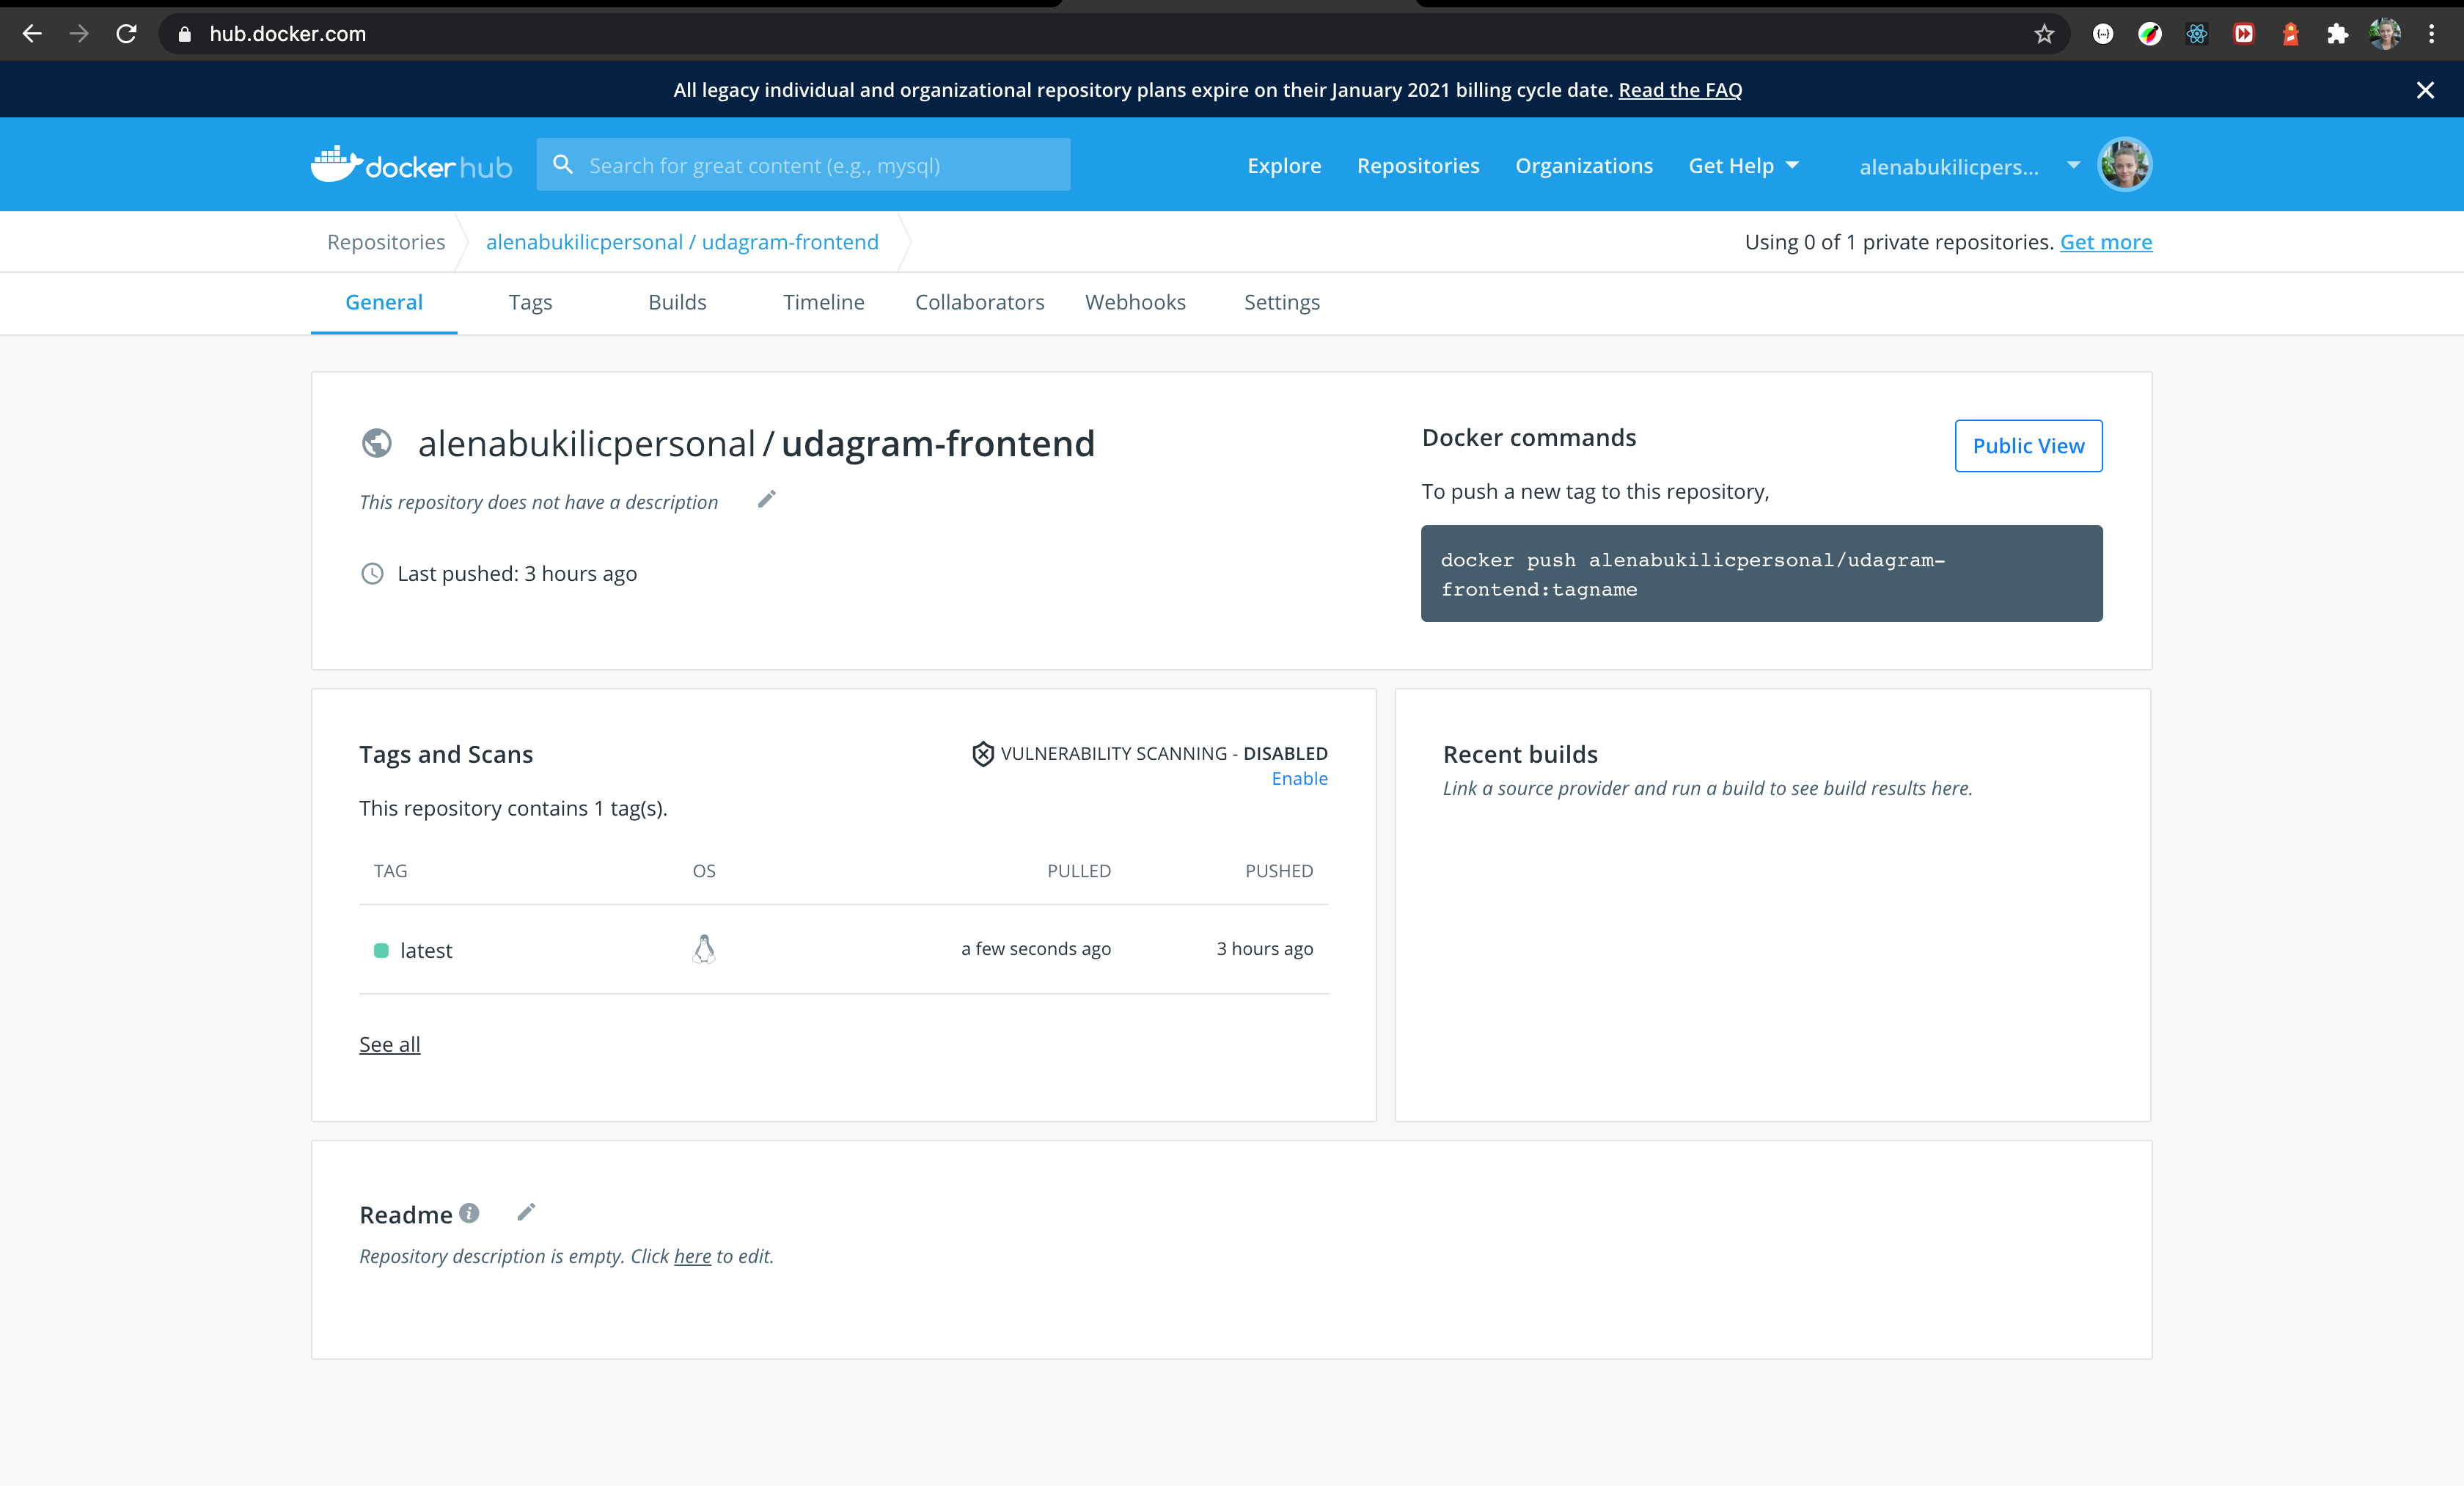 hub.docker.com
All legacy individual and organizational repository plans expire on their January 2021 billing cycle date. Read the FAQ
docker hub
Search for great content (e.g., mysql)
Explore
Repositories
Organizations
Get Help
alenabukilicpers...
Repositories
alenabukilicpersonal / udagram-frontend
Using 0 of 1 private repositories. Get more
General
Tags
Builds
Timeline
Collaborators
Webhooks
Settings
alenabukilicpersonal / udagram-frontend
This repository does not have a description
Last pushed: 3 hours ago
Docker commands
Public View
To push a new tag to this repository,
docker push alenabukilicpersonal/udagram-
frontend:tagname
Tags and Scans
VULNERABILITY SCANNING - DISABLED
Enable
This repository contains 1 tag(s).
TAG OS PULLED PUSHED
latest a few seconds ago 3 hours ago
See all
Recent builds
Link a source provider and run a build to see build results here.
Readme
Repository description is empty. Click here to edit.